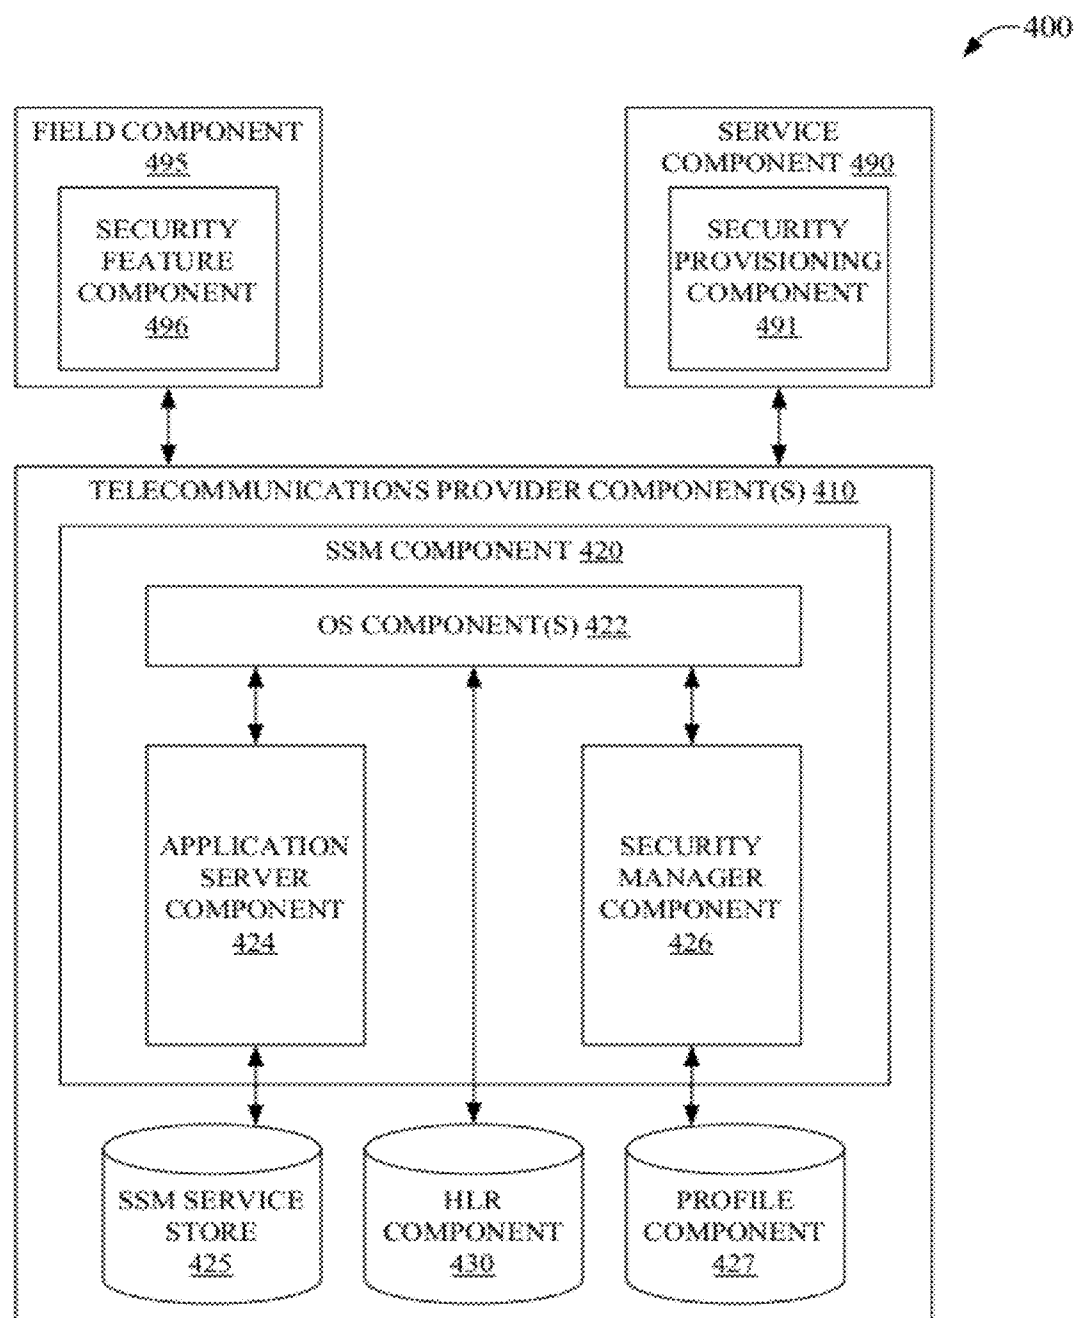 400
FIELD COMPONENT
495
SECURITY
FEATURE
COMPONENT
496
SERVICE
COMPONENT 490
SECURITY
PROVISIONING
COMPONENT
491
TELECOMMUNICATIONS PROVIDER COMPONENT(S) 410
SSM COMPONENT 420
OS COMPONENT(S) 422
APPLICATION
SERVER
COMPONENT
424
SECURITY
MANAGER
COMPONENT
426
SSM SERVICE
STORE
425
HLR
COMPONENT
430
PROFILE
COMPONENT
427